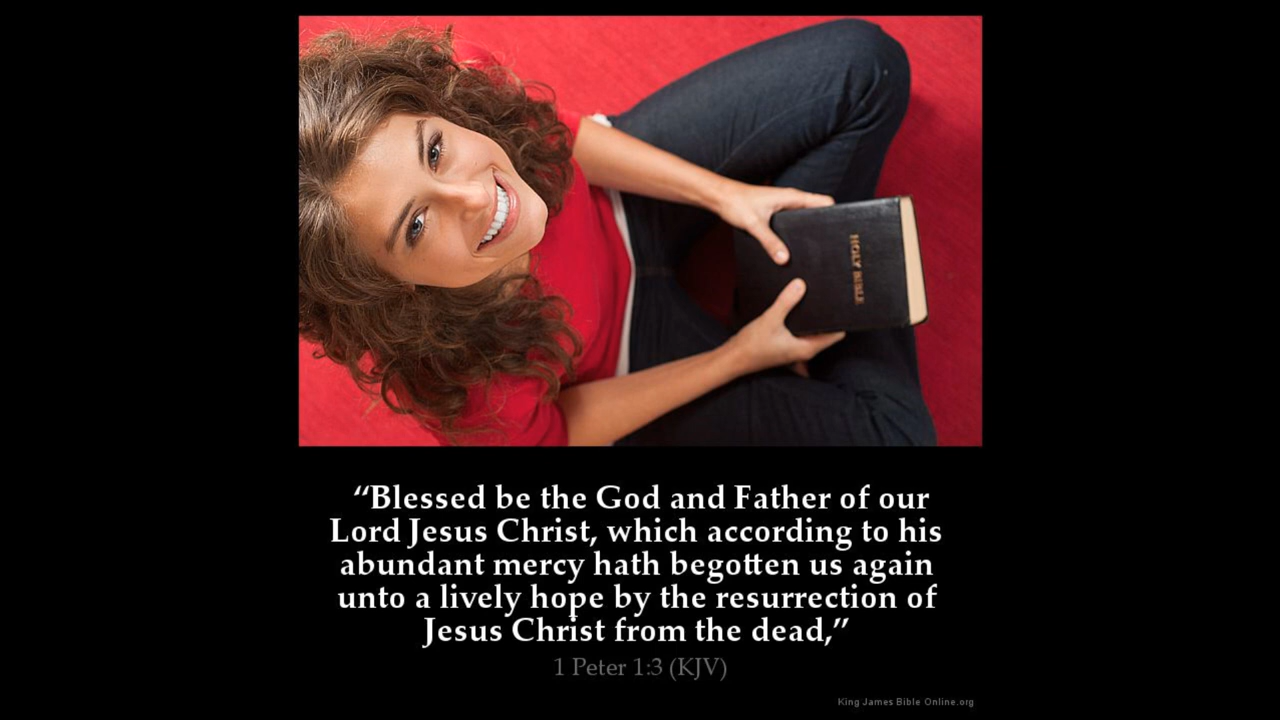 HOLY BIBLE
“Blessed be the God and Father of our
Lord Jesus Christ, which according to his
abundant mercy hath begotten us again
unto a lively hope by the resurrection of
Jesus Christ from the dead,”
1 Peter 1:3 (KJV)
King James Bible Online.org